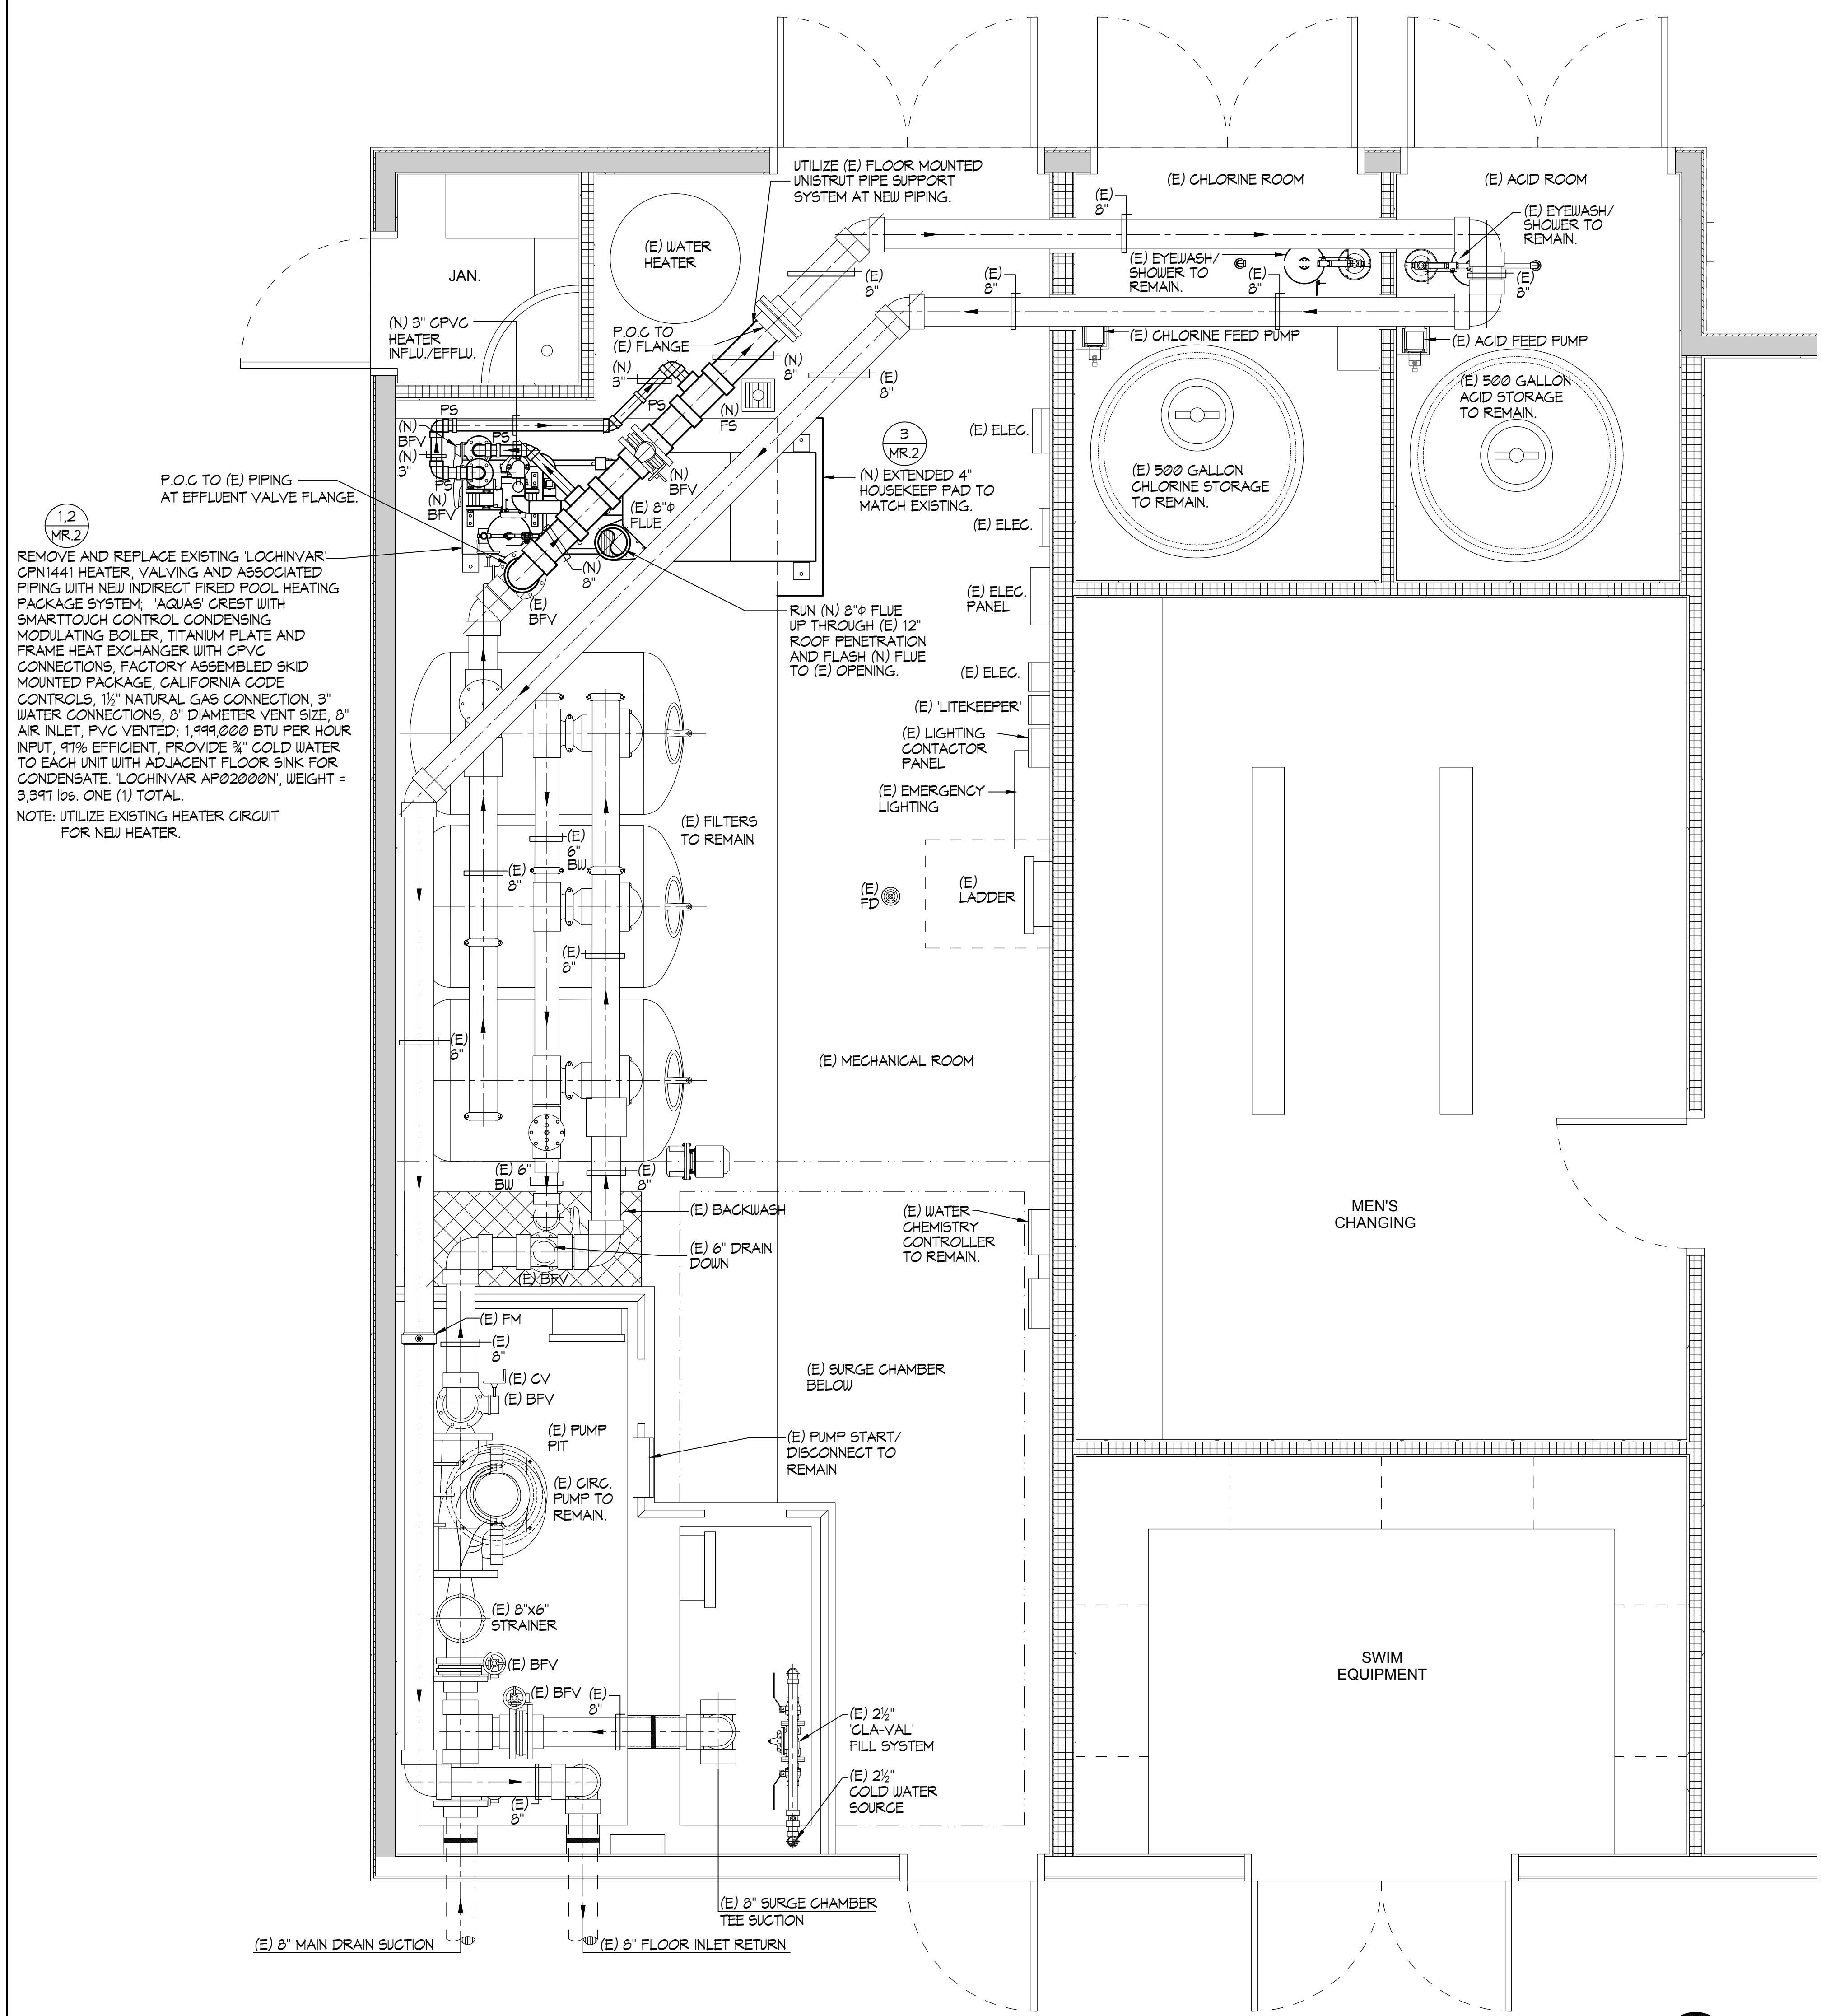 UTILIZE (E) FLOOR MOUNTED
UNISTRUT PIPE SUPPORT
SYSTEM AT NEW PIPING.
(E) CHLORINE ROOM
(E) ACID ROOM
(E)
8"
(E) EYEWASH/
SHOWER TO
REMAIN.
(E) WATER
HEATER
JAN.
(E)
8"
(E)
8"
(E) EYEWASH/
SHOWER TO
REMAIN.
(E)
8"
(E)
8"
(N) 3" CPVC
HEATER
INFLU./EFFLU.
P.O.C TO
(E) FLANGE
(E) CHLORINE FEED PUMP
(E) ACID FEED PUMP
(N)
3"
(N)
8"
(E)
8"
PS
PS
(N)
FS
(N)
BFV
PS
(N)
3"
PS
(N)
BFV
(N)
BFV
(E) 8"Φ
FLUE
3
MR.2
(N) EXTENDED 4"
HOUSEKEEP PAD TO
MATCH EXISTING.
(E) ELEC.
(E) 500 GALLON
CHLORINE STORAGE
TO REMAIN.
(E) 500 GALLON
ACID STORAGE
TO REMAIN.
P.O.C TO (E) PIPING
AT EFFLUENT VALVE FLANGE.
(E) ELEC.
1,2
MR.2
REMOVE AND REPLACE EXISTING 'LOCHINVAR'
CPN1441 HEATER, VALVING AND ASSOCIATED
PIPING WITH NEW INDIRECT FIRED POOL HEATING
PACKAGE SYSTEM; 'AQUAS' CREST WITH
SMARTTOUCH CONTROL CONDENSING
MODULATING BOILER, TITANIUM PLATE AND
FRAME HEAT EXCHANGER WITH CPVC
CONNECTIONS, FACTORY ASSEMBLED SKID
MOUNTED PACKAGE, CALIFORNIA CODE
CONTROLS, 1½" NATURAL GAS CONNECTION, 3"
WATER CONNECTIONS, 8" DIAMETER VENT SIZE, 8"
AIR INLET, PVC VENTED; 1,999,000 BTU PER HOUR
INPUT, 97% EFFICIENT, PROVIDE ¾" COLD WATER
TO EACH UNIT WITH ADJACENT FLOOR SINK FOR
CONDENSATE. 'LOCHINVAR AP02000N', WEIGHT =
3,397 lbs. ONE (1) TOTAL.
NOTE: UTILIZE EXISTING HEATER CIRCUIT
FOR NEW HEATER.
(N)
8"
(E)
BFV
RUN (N) 8"Φ FLUE
UP THROUGH (E) 12"
ROOF PENETRATION
AND FLASH (N) FLUE
TO (E) OPENING.
(E) ELEC.
PANEL
(E) ELEC.
(E) 'LITEKEEPER'
(E) LIGHTING
CONTACTOR
PANEL
(E) EMERGENCY
LIGHTING
(E) FILTERS
TO REMAIN
(E)
6"
BW
(E)
8"
(E)
FD
(E)
LADDER
(E)
8"
(E)
8"
(E) MECHANICAL ROOM
(E) 6"
BW
(E)
8"
(E) BACKWASH
(E) 6" DRAIN
DOWN
(E) BFV
(E) WATER
CHEMISTRY
CONTROLLER
TO REMAIN.
MEN'S
CHANGING
(E) FM
(E)
8"
(E) CV
(E) BFV
(E) SURGE CHAMBER
BELOW
(E) PUMP
PIT
(E) PUMP START/
DISCONNECT TO
REMAIN
(E) CIRC.
PUMP TO
REMAIN.
(E) 8"x6"
STRAINER
(E) BFV
(E) BFV
(E)
8"
SWIM
EQUIPMENT
(E) 2½"
'CLA-VAL'
FILL SYSTEM
(E) 2½"
COLD WATER
SOURCE
(E)
8"
(E) 8" SURGE CHAMBER
TEE SUCTION
(E) 8" MAIN DRAIN SUCTION
(E) 8" FLOOR INLET RETURN